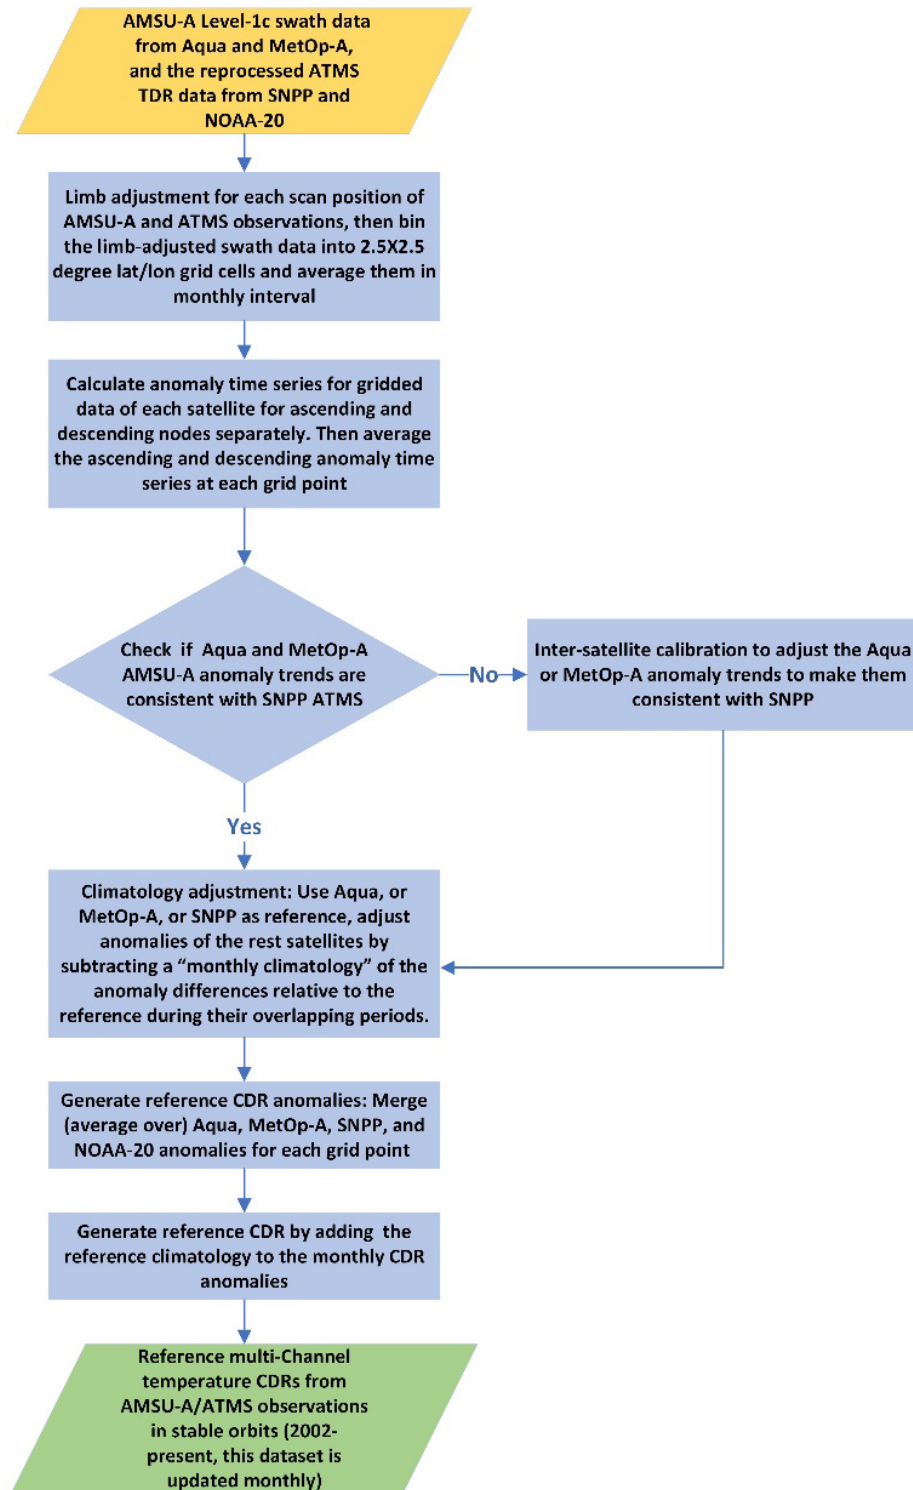 AMSU-A Level-1c swath data
from Aqua and MetOp-A,
and the reprocessed ATMS
TDR data from SNPP and
NOAA-20
Limb adjustment for each scan position of
AMSU-A and ATMS observations, then bin
the limb-adjusted swath data into 2.5X2.5
degree lat/lon grid cells and average them in
monthly interval
Calculate anomaly time series for gridded
data of each satellite for ascending and
descending nodes separately. Then average
the ascending and descending anomaly time
series at each grid point
Check if Aqua and MetOp-A
AMSU-A anomaly trends are
consistent with SNPP ATMS
No
Inter-satellite calibration to adjust the Aqua
or MetOp-A anomaly trends to make them
consistent with SNPP
Yes
Climatology adjustment: Use Aqua, or
MetOp-A, or SNPP as reference, adjust
anomalies of the rest satellites by
subtracting a “monthly climatology” of the
anomaly differences relative to the
reference during their overlapping periods.
Generate reference CDR anomalies: Merge
(average over) Aqua, MetOp-A, SNPP, and
NOAA-20 anomalies for each grid point
Generate reference CDR by adding the
reference climatology to the monthly CDR
anomalies
Reference multi-Channel
temperature CDRs from
AMSU-A/ATMS observations
in stable orbits (2002-
present, this dataset is
updated monthly)